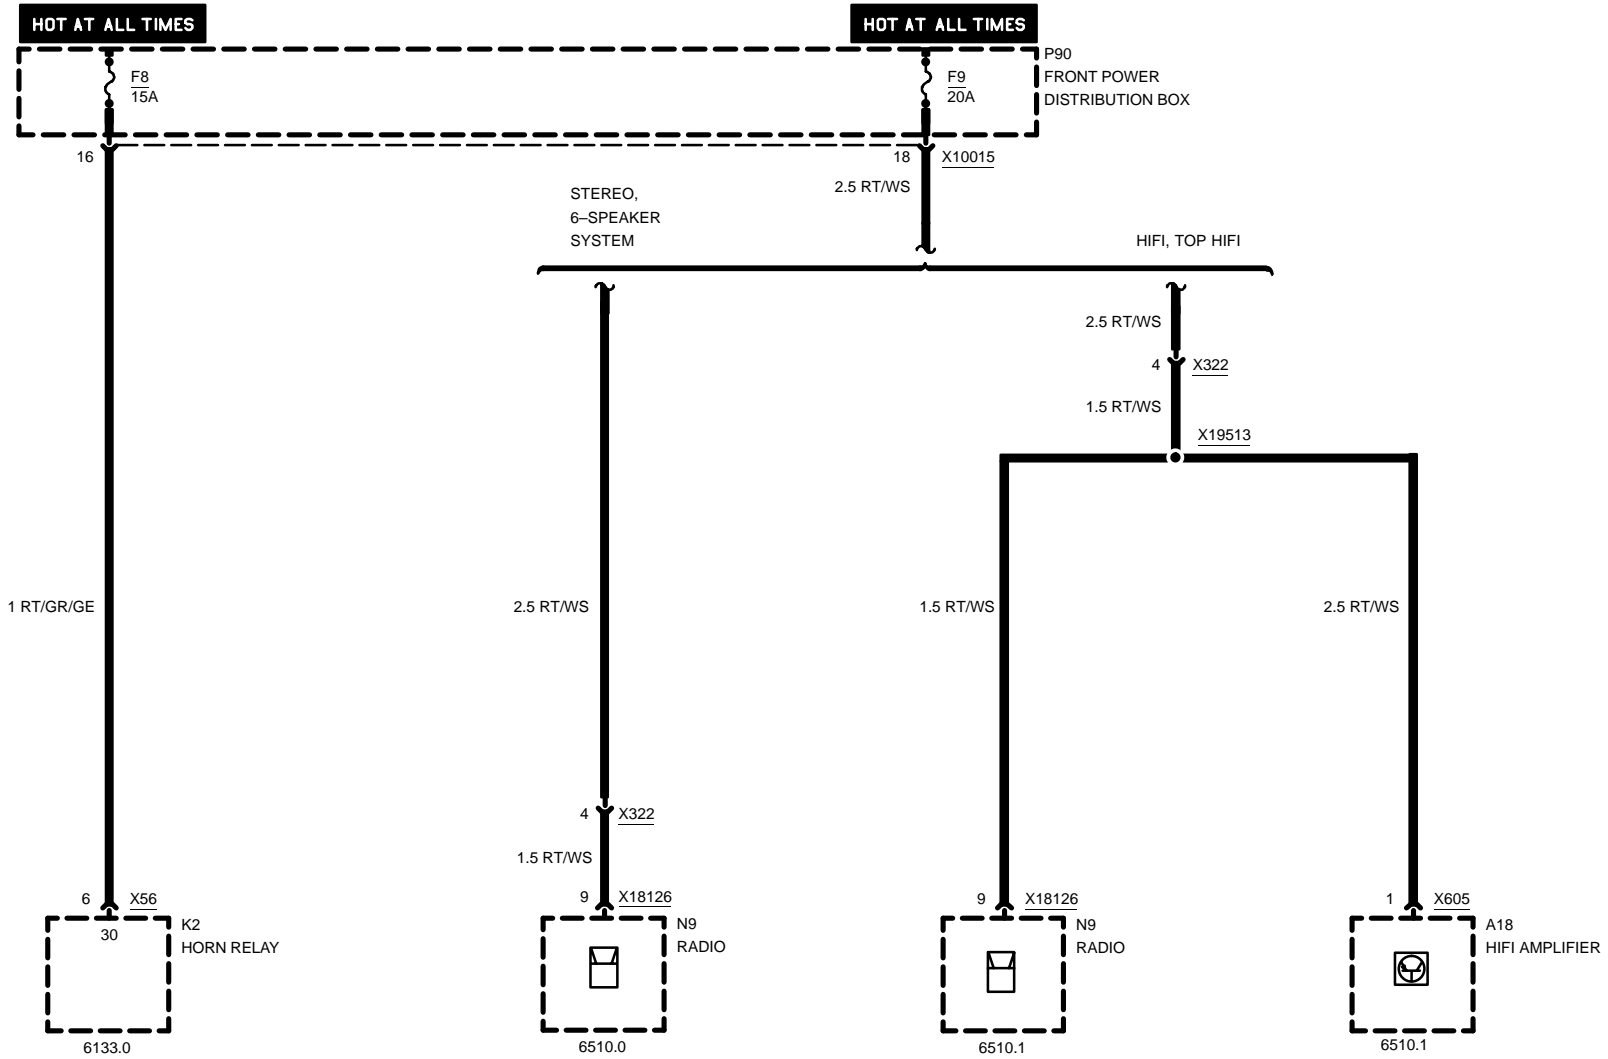 HOT AT ALL TIMES
HOT AT ALL TIMES
P90
FRONT POWER
DISTRIBUTION BOX
F8
15A
F9
20A
16
18
X10015
2.5 RT/WS
STEREO,
6–SPEAKER
SYSTEM
HIFI, TOP HIFI
2.5 RT/WS
4
X322
1.5 RT/WS
X19513
1 RT/GR/GE
2.5 RT/WS
1.5 RT/WS
2.5 RT/WS
4
X322
1.5 RT/WS
6
X56
9
X18126
9
X18126
1
X605
30
K2
HORN RELAY
N9
RADIO
N9
RADIO
A18
HIFI AMPLIFIER
6133.0
6510.0
6510.1
6510.1